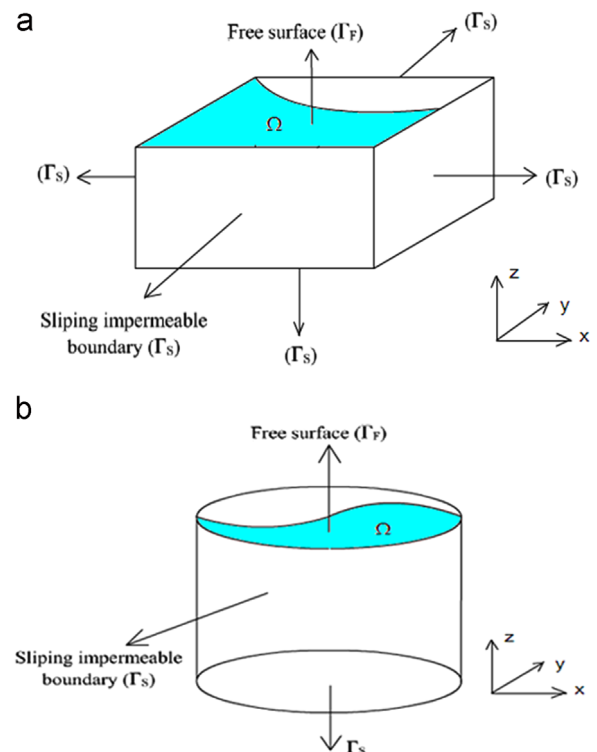 a
Free surface (ΓF)
(ΓS)
Ω
(ΓS)
(ΓS)
Sliping impermeable
boundary (ΓS)
(ΓS)
z
y
x
b
Free surface (ΓF)
Ω
Sliping impermeable
boundary (ΓS)
z
y
x
ΓS